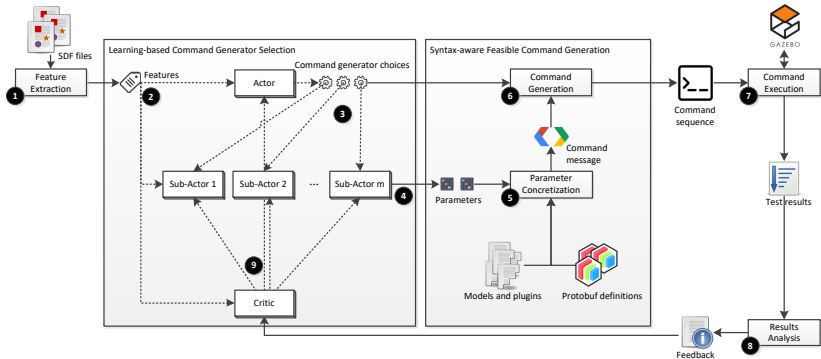 SDF files
Feature
Extraction
1
Learning-based Command Generator Selection
Features
2
Actor
Command generator choices
3
Sub-Actor 1
Sub-Actor 2
...
Sub-Actor m
4
9
Critic
Syntax-aware Feasible Command Generation
Command
Generation
6
Command
message
Parameters
Parameter
Concretization
5
Models and plugins
Protobuf definitions
Command
sequence
GAZEBO
Command
Execution
7
Test results
Results
Analysis
8
Feedback